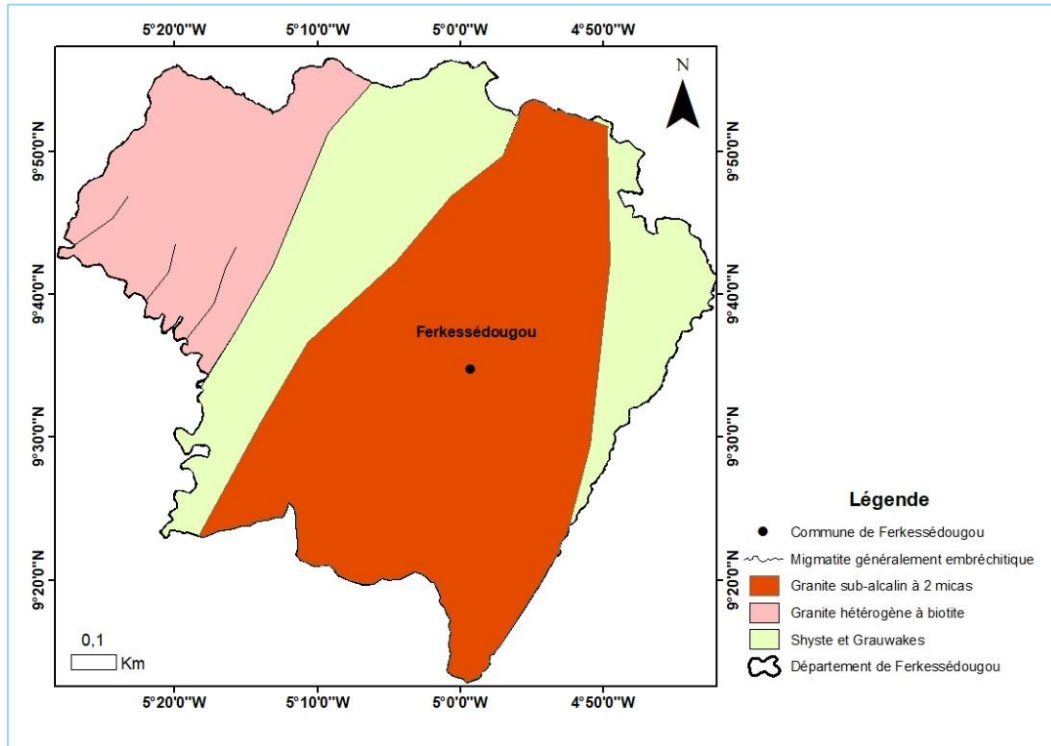 5°20'0"W 5°10'0"W 5°0'0"W 4°50'0"W
N
9°50'0"N
9°50'0"N
9°40'0"N
9°40'0"N
Ferkessédougou
9°30'0"N
9°30'0"N
9°20'0"N
9°20'0"N
Légende
Commune de Ferkessédougou
Migmatite généralement embréchitique
Granite sub-alcalin à 2 micas
Granite hétérogène à biotite
Shyste et Grauwakes
Département de Ferkessédougou
0,1
Km
5°20'0"W 5°10'0"W 5°0'0"W 4°50'0"W